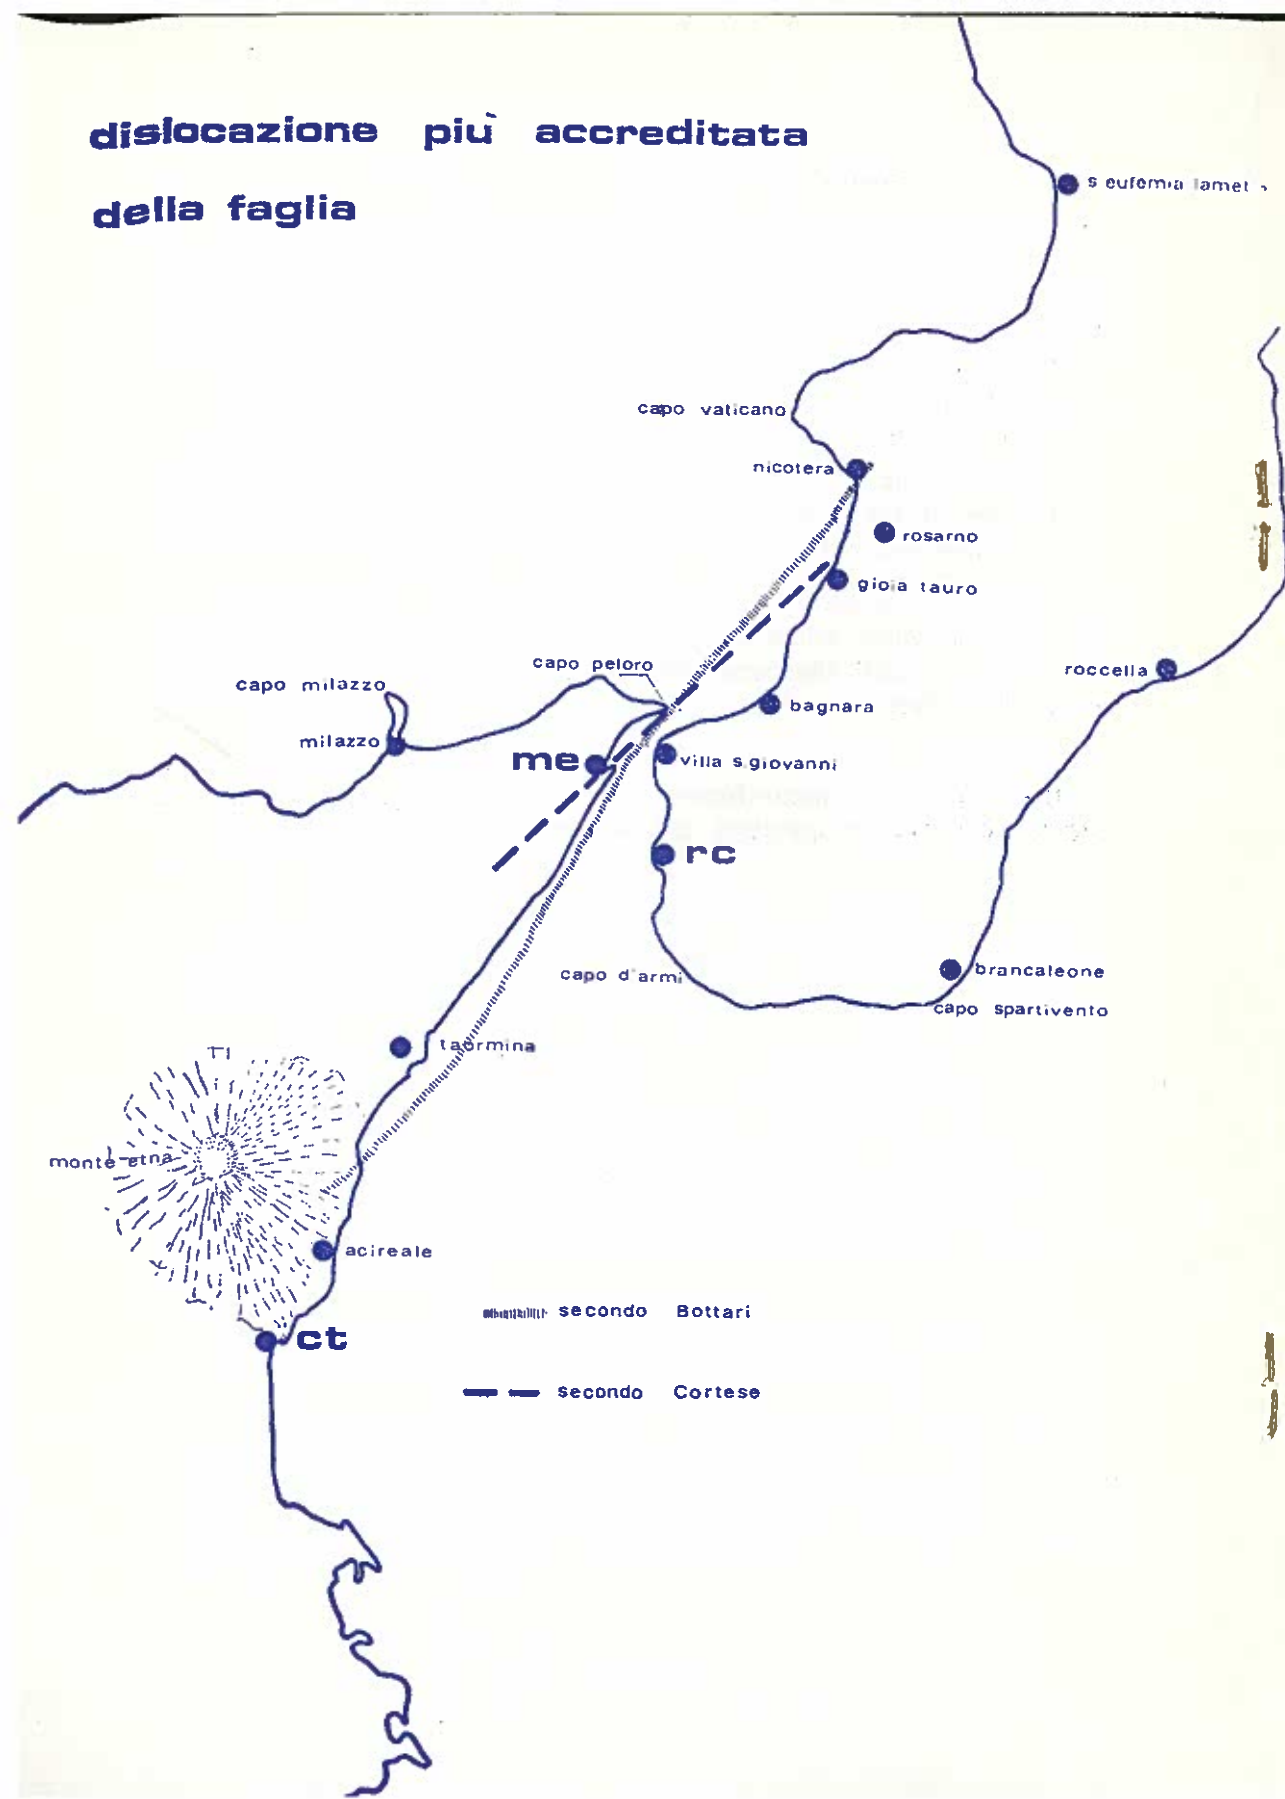 dislocazione più accreditata
della faglia
s eufemia lamet
capo vaticano
nicotera
rosarno
gioia tauro
capo peloro
roccella
capo milazzo
bagnara
milazzo
me
villa s.giovanni
rc
brancaleone
capo d'armi
capo spartivento
taormina
monte etna
acireale
secondo Bottari
ct
secondo Cortese